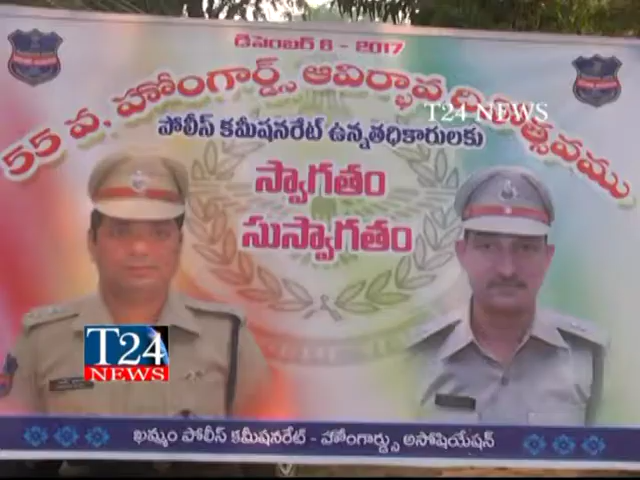 డిసెంబర్ 6 - 2017
55 వ. హోంగార్డ్స్ ఆవిర్భావ దినోత్సవము
T24 NEWS
పోలీస్ కమీషనరేట్ ఉన్నతధికారులకు
స్వాగతం
సుస్వాగతం
T24
NEWS
ఖమ్మం పోలీస్ కమీషనరేట్ - హోంగార్డ్సు అసోషియేషన్